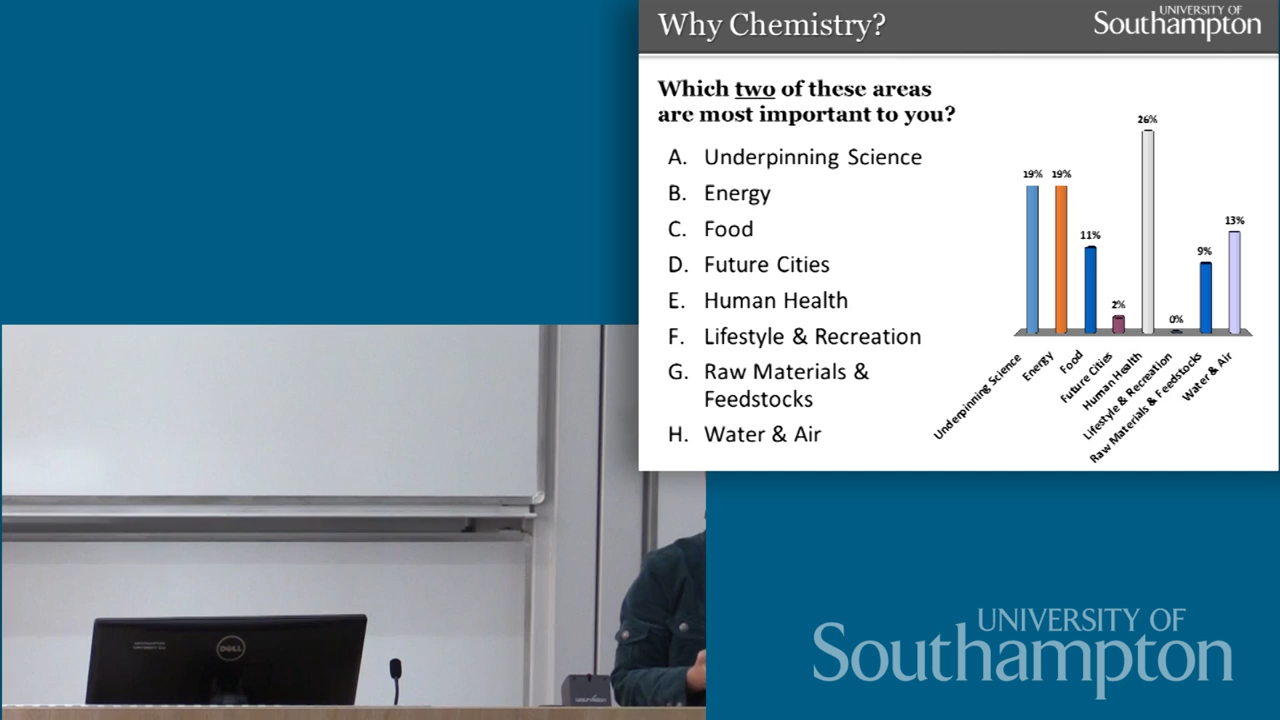 Why Chemistry?
UNIVERSITY OF
Southampton
Which two of these areas
are most important to you?
A. Underpinning Science
B. Energy
C. Food
D. Future Cities
E. Human Health
F. Lifestyle & Recreation
G. Raw Materials &
Feedstocks
H. Water & Air
19%
19%
11%
2%
26%
0%
9%
13%
Underpinning Science
Energy
Food
Future Cities
Human Health
Lifestyle & Recreation
Raw Materials & Feedstocks
Water & Air
DELL
UNIVERSITY OF
Southampton